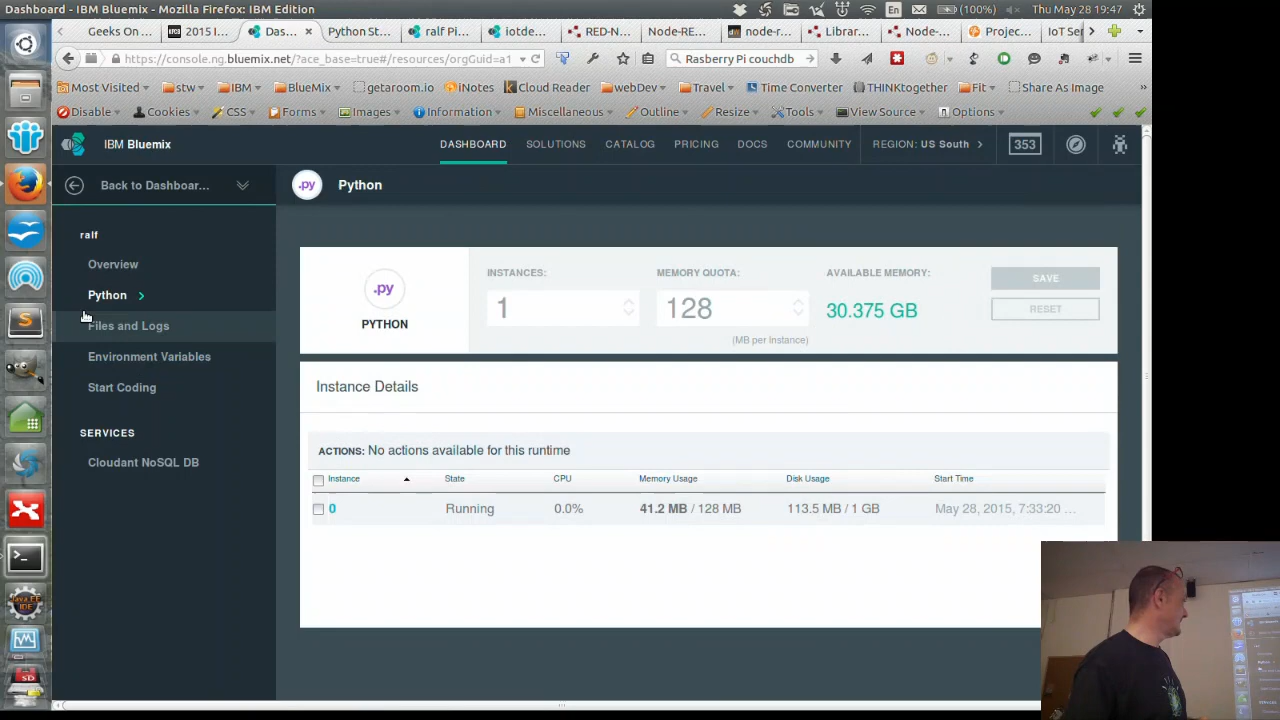 Dashboard - IBM Bluemix - Mozilla Firefox: IBM Edition
En (100%) Thu May 28 19:47
Geeks On ... 2015 I... Das... Python St... ralf Pi... iotde... RED-N... Node-RE... node-r... Librar... Node-... Projec... IoT Ser
https://console.ng.bluemix.net/?ace_base=true#/resources/orgGuid=a1
Rasberry Pi couchdb
Most Visited stw IBM BlueMix getaroom.io iNotes Cloud Reader webDev Travel Time Converter THINKtogether Fit Share As Image
Disable Cookies CSS Forms Images Information Miscellaneous Outline Resize Tools View Source Options
IBM Bluemix DASHBOARD SOLUTIONS CATALOG PRICING DOCS COMMUNITY REGION: US South 353
Back to Dashboar...
.py Python
ralf
Overview
Python
Files and Logs
Environment Variables
Start Coding
SERVICES
Cloudant NoSQL DB
.py
PYTHON
INSTANCES:
1
MEMORY QUOTA:
128
(MB per Instance)
AVAILABLE MEMORY:
30.375 GB
SAVE
RESET
Instance Details
ACTIONS: No actions available for this runtime
Instance State CPU Memory Usage Disk Usage Start Time
0 Running 0.0% 41.2 MB / 128 MB 113.5 MB / 1 GB May 28, 2015, 7:33:20 ...